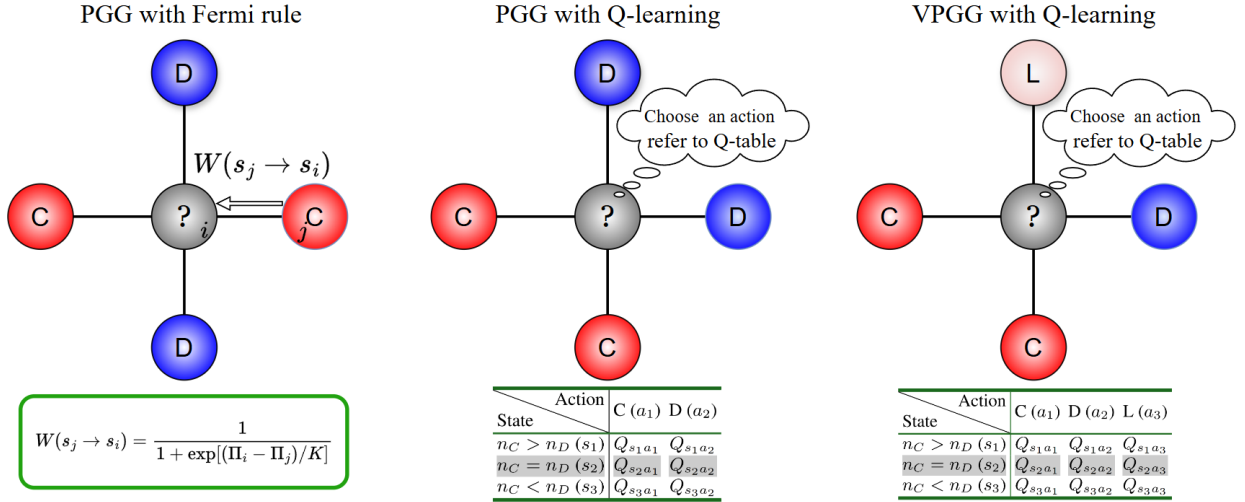 PGG with Fermi rule
D
W(s_j → s_i)
C
?
i
C
j
D
W(s_j → s_i) = 1 / (1 + exp[(Π_i − Π_j)/K])
PGG with Q-learning
D
Choose an action
refer to Q-table
C
?
D
C
Action
State
C (a_1) D (a_2)
n_C > n_D (s_1) Q_{s_1a_1} Q_{s_1a_2}
n_C = n_D (s_2) Q_{s_2a_1} Q_{s_2a_2}
n_C < n_D (s_3) Q_{s_3a_1} Q_{s_3a_2}
VPGG with Q-learning
L
Choose an action
refer to Q-table
C
?
D
C
Action
State
C (a_1) D (a_2) L (a_3)
n_C > n_D (s_1) Q_{s_1a_1} Q_{s_1a_2} Q_{s_1a_3}
n_C = n_D (s_2) Q_{s_2a_1} Q_{s_2a_2} Q_{s_2a_3}
n_C < n_D (s_3) Q_{s_3a_1} Q_{s_3a_2} Q_{s_3a_3}